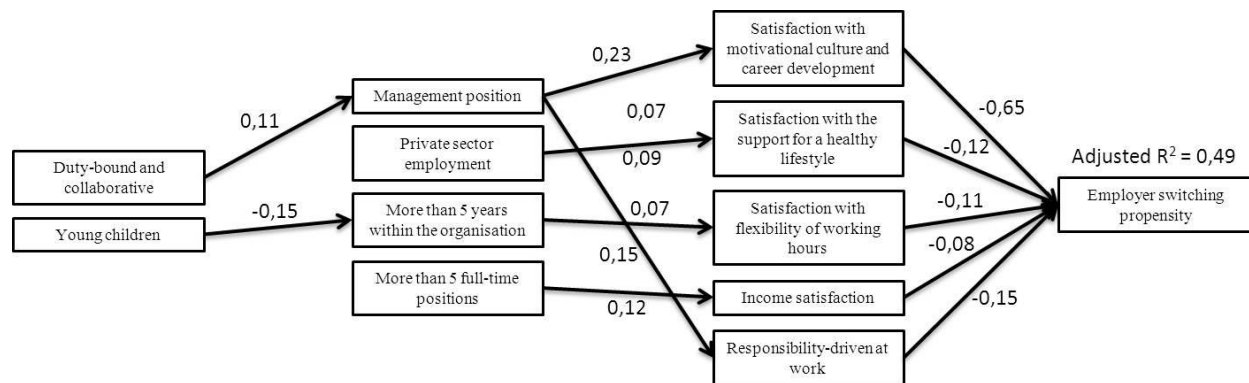 Duty-bound and
collaborative
Young children
0,11
-0,15
Management position
Private sector
employment
More than 5 years
within the organisation
More than 5 full-time
positions
0,23
0,07
0,09
0,07
0,15
0,12
Satisfaction with
motivational culture and
career development
Satisfaction with the
support for a healthy
lifestyle
Satisfaction with
flexibility of working
hours
Income satisfaction
Responsibility-driven at
work
-0,65
-0,12
-0,11
-0,08
-0,15
Adjusted R² = 0,49
Employer switching
propensity